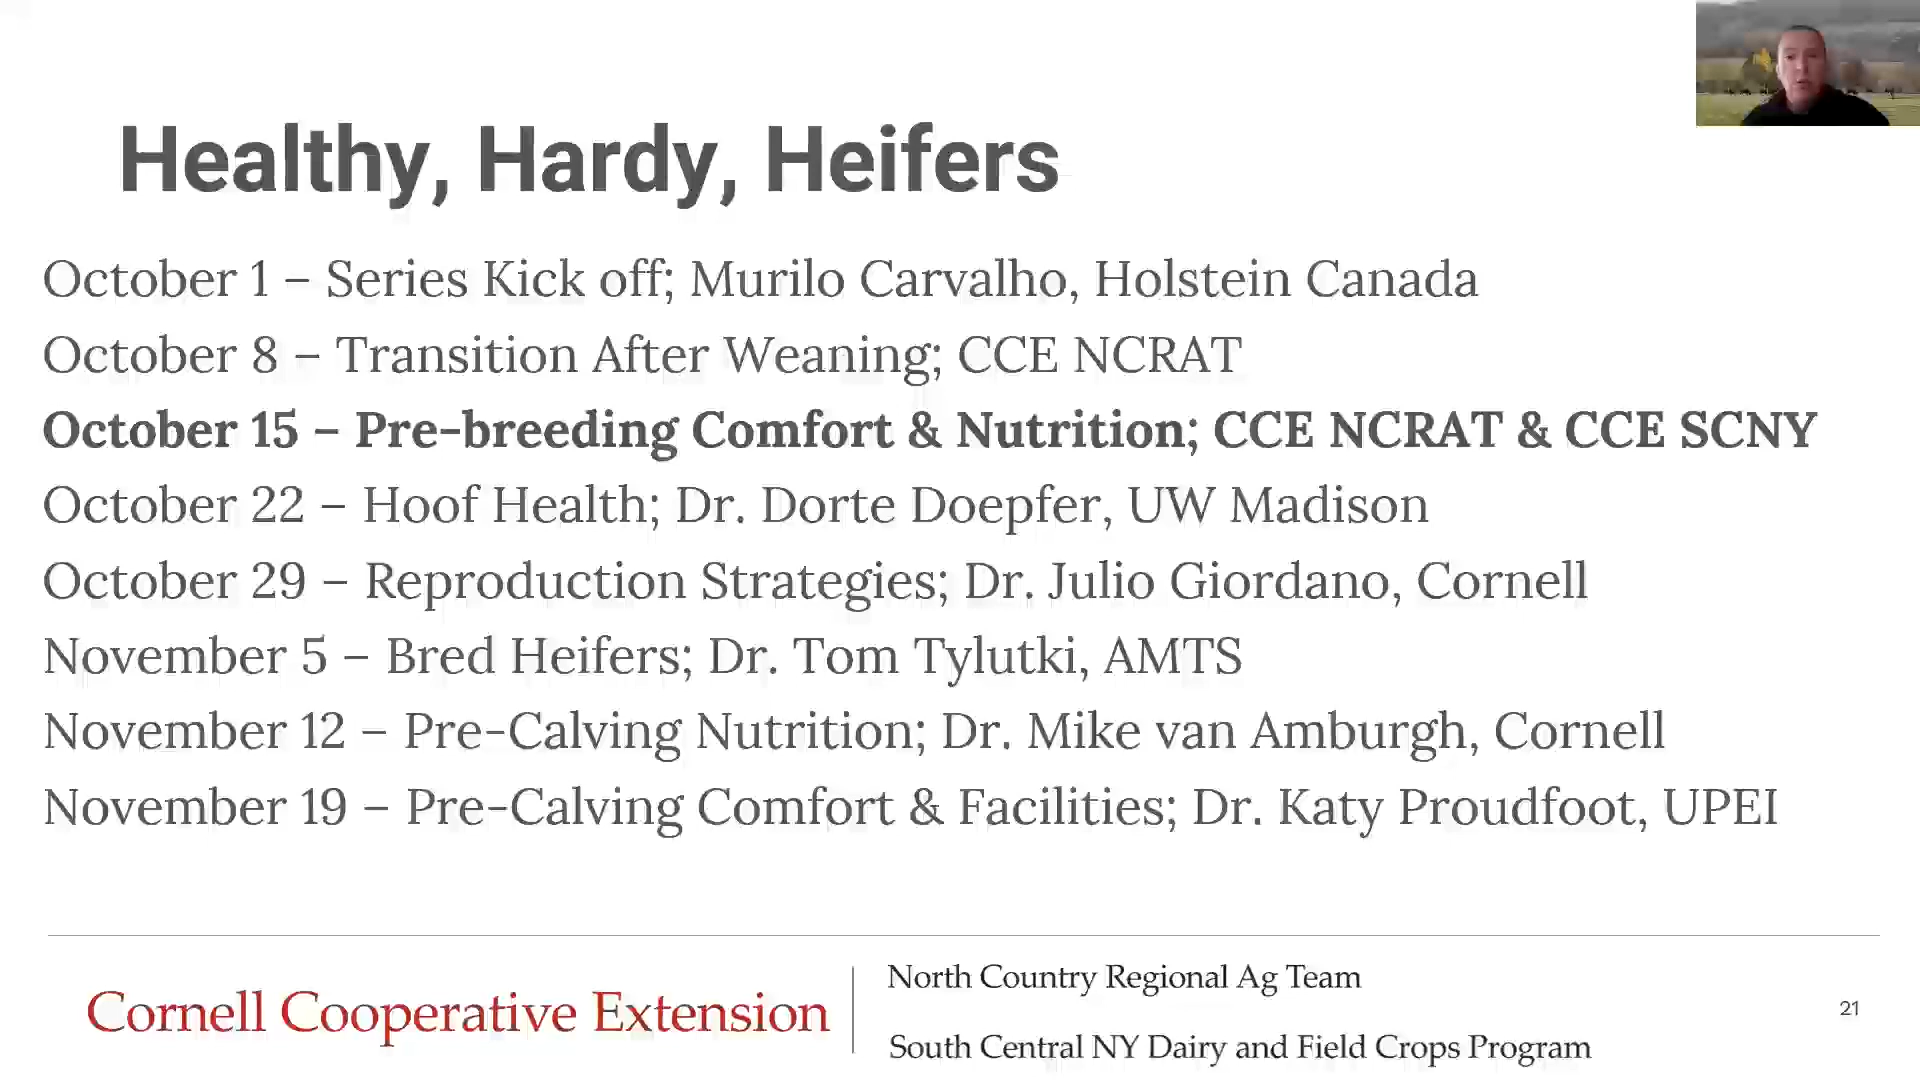 Healthy, Hardy, Heifers
October 1 – Series Kick off; Murilo Carvalho, Holstein Canada
October 8 – Transition After Weaning; CCE NCRAT
October 15 – Pre-breeding Comfort & Nutrition; CCE NCRAT & CCE SCNY
October 22 – Hoof Health; Dr. Dorte Doepfer, UW Madison
October 29 – Reproduction Strategies; Dr. Julio Giordano, Cornell
November 5 – Bred Heifers; Dr. Tom Tylutki, AMTS
November 12 – Pre-Calving Nutrition; Dr. Mike van Amburgh, Cornell
November 19 – Pre-Calving Comfort & Facilities; Dr. Katy Proudfoot, UPEI
Cornell Cooperative Extension
North Country Regional Ag Team
South Central NY Dairy and Field Crops Program
21